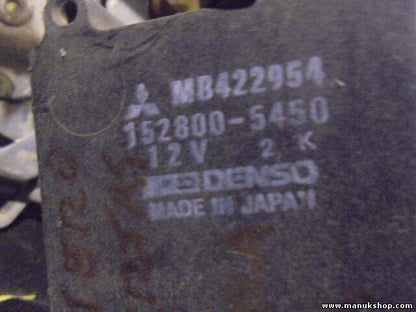 MB422954
152800-5450
12V 2 K
DENSO
MADE IN JAPAN
www.manukshop.com